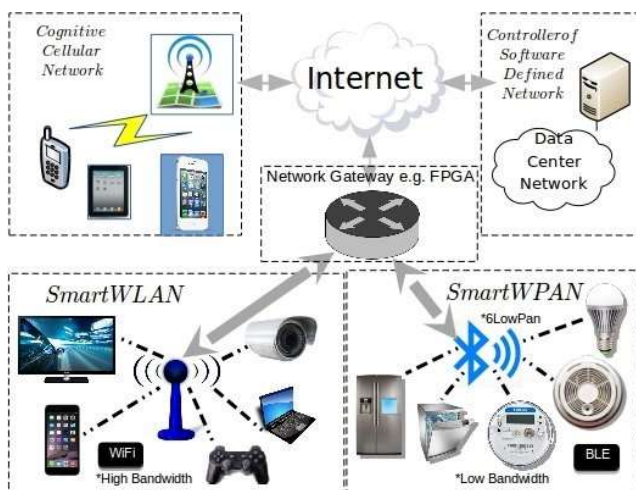 Cognitive
Cellular
Network
Internet
Controllerof
Software
Defined
Network
Data
Center
Network
Network Gateway e.g. FPGA
SmartWLAN
WiFi
*High Bandwidth
SmartWPAN
*6LowPan
BLE
*Low Bandwidth